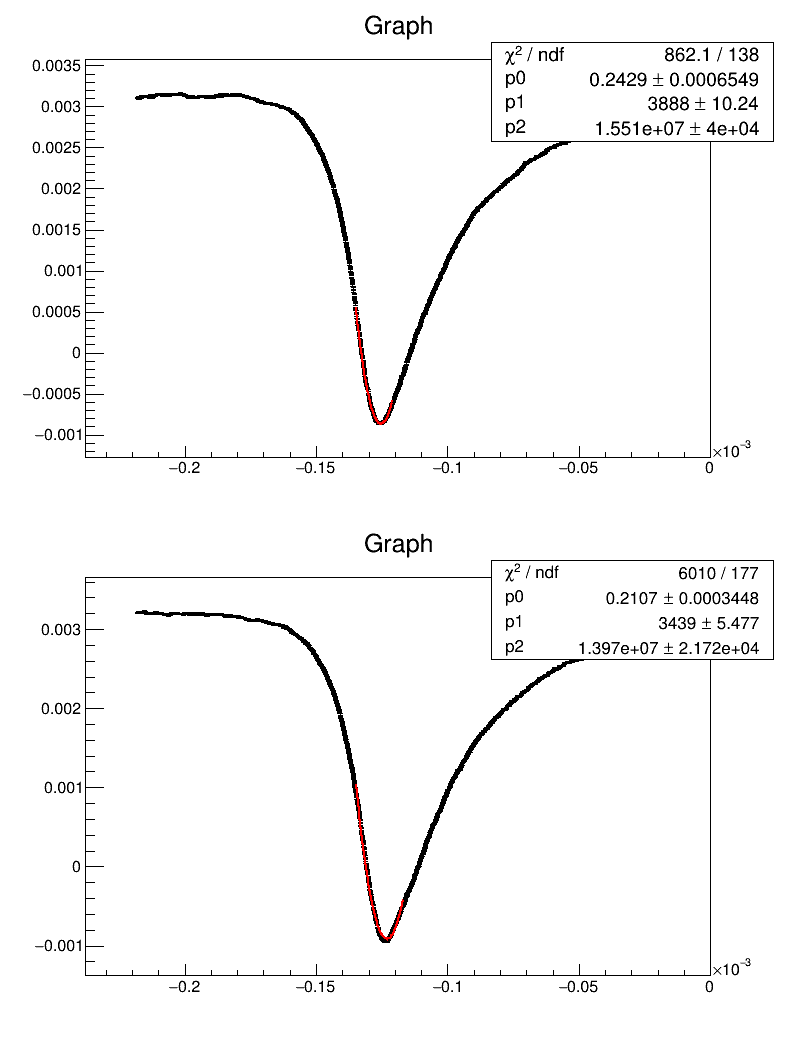 Graph
χ² / ndf 862.1 / 138
p0 0.2429 ± 0.0006549
p1 3888 ± 10.24
p2 1.551e+07 ± 4e+04
0.0035
0.003
0.0025
0.002
0.0015
0.001
0.0005
0
−0.0005
−0.001
−0.2 −0.15 −0.1 −0.05 0
×10⁻³
Graph
χ² / ndf 6010 / 177
p0 0.2107 ± 0.0003448
p1 3439 ± 5.477
p2 1.397e+07 ± 2.172e+04
0.003
0.002
0.001
0
−0.001
−0.2 −0.15 −0.1 −0.05 0
×10⁻³